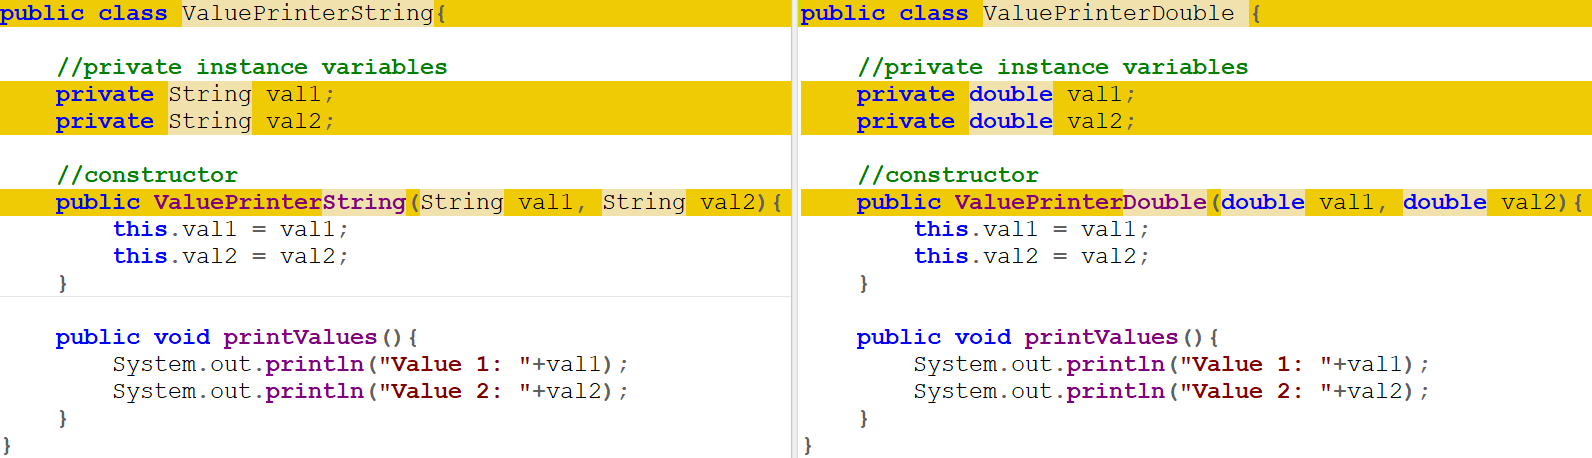 public class ValuePrinterString{
//private instance variables
private String val1;
private String val2;
//constructor
public ValuePrinterString(String val1, String val2){
this.val1 = val1;
this.val2 = val2;
}
public void printValues(){
System.out.println("Value 1: "+val1);
System.out.println("Value 2: "+val2);
}
}
public class ValuePrinterDouble {
//private instance variables
private double val1;
private double val2;
//constructor
public ValuePrinterDouble(double val1, double val2){
this.val1 = val1;
this.val2 = val2;
}
public void printValues(){
System.out.println("Value 1: "+val1);
System.out.println("Value 2: "+val2);
}
}